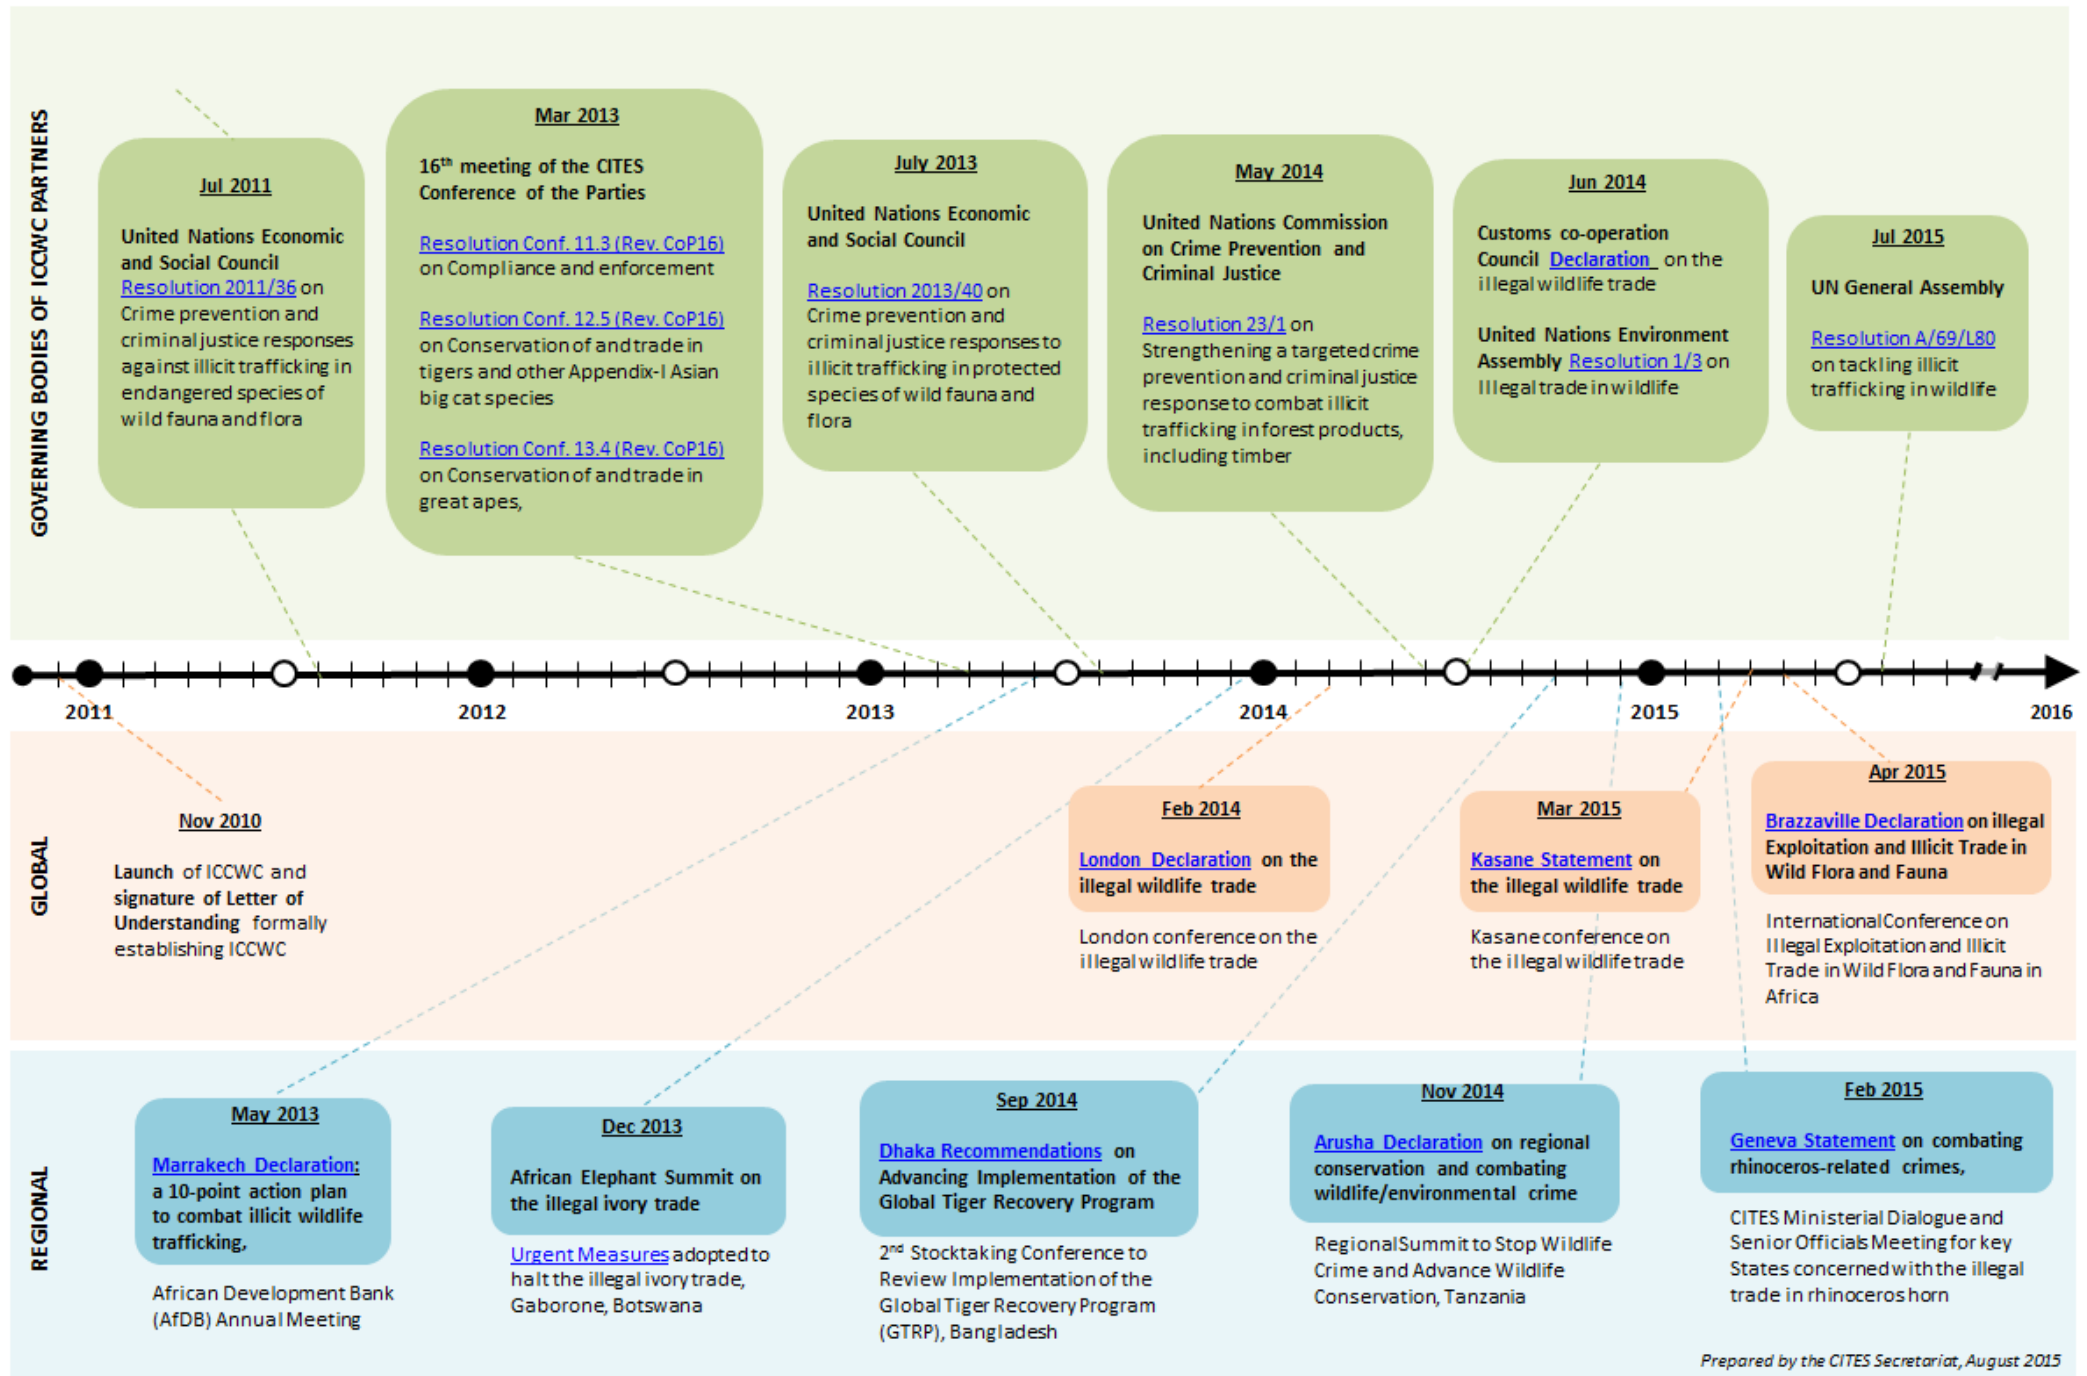 GOVERNING BODIES OF ICCWC PARTNERS
Jul 2011
United Nations Economic
and Social Council
Resolution 2011/36 on
Crime prevention and
criminal justice responses
against illicit trafficking in
endangered species of
wild fauna and flora
Mar 2013
16th meeting of the CITES
Conference of the Parties
Resolution Conf. 11.3 (Rev. CoP16)
on Compliance and enforcement
Resolution Conf. 12.5 (Rev. CoP16)
on Conservation of and trade in
tigers and other Appendix-I Asian
big cat species
Resolution Conf. 13.4 (Rev. CoP16)
on Conservation of and trade in
great apes,
July 2013
United Nations Economic
and Social Council
Resolution 2013/40 on
Crime prevention and
criminal justice responses to
illicit trafficking in protected
species of wild fauna and
flora
May 2014
United Nations Commission
on Crime Prevention and
Criminal Justice
Resolution 23/1 on
Strengthening a targeted crime
prevention and criminal justice
response to combat illicit
trafficking in forest products,
including timber
Jun 2014
Customs co-operation
Council Declaration on the
illegal wildlife trade
United Nations Environment
Assembly Resolution 1/3 on
Illegal trade in wildlife
Jul 2015
UN General Assembly
Resolution A/69/L80
on tackling illicit
trafficking in wildlife
2011
2012
2013
2014
2015
2016
GLOBAL
Nov 2010
Launch of ICCWC and
signature of Letter of
Understanding formally
establishing ICCWC
Feb 2014
London Declaration on the
illegal wildlife trade
London conference on the
illegal wildlife trade
Mar 2015
Kasane Statement on
the illegal wildlife trade
Kasane conference on
the illegal wildlife trade
Apr 2015
Brazzaville Declaration on illegal
Exploitation and Illicit Trade in
Wild Flora and Fauna
International Conference on
Illegal Exploitation and Illicit
Trade in Wild Flora and Fauna in
Africa
REGIONAL
May 2013
Marrakech Declaration:
a 10-point action plan
to combat illicit wildlife
trafficking,
African Development Bank
(AfDB) Annual Meeting
Dec 2013
African Elephant Summit on
the illegal ivory trade
Urgent Measures adopted to
halt the illegal ivory trade,
Gaborone, Botswana
Sep 2014
Dhaka Recommendations on
Advancing Implementation of the
Global Tiger Recovery Program
2nd Stocktaking Conference to
Review Implementation of the
Global Tiger Recovery Program
(GTRP), Bangladesh
Nov 2014
Arusha Declaration on regional
conservation and combating
wildlife/environmental crime
Regional Summit to Stop Wildlife
Crime and Advance Wildlife
Conservation, Tanzania
Feb 2015
Geneva Statement on combating
rhinoceros-related crimes,
CITES Ministerial Dialogue and
Senior Officials Meeting for key
States concerned with the illegal
trade in rhinoceros horn
Prepared by the CITES Secretariat, August 2015